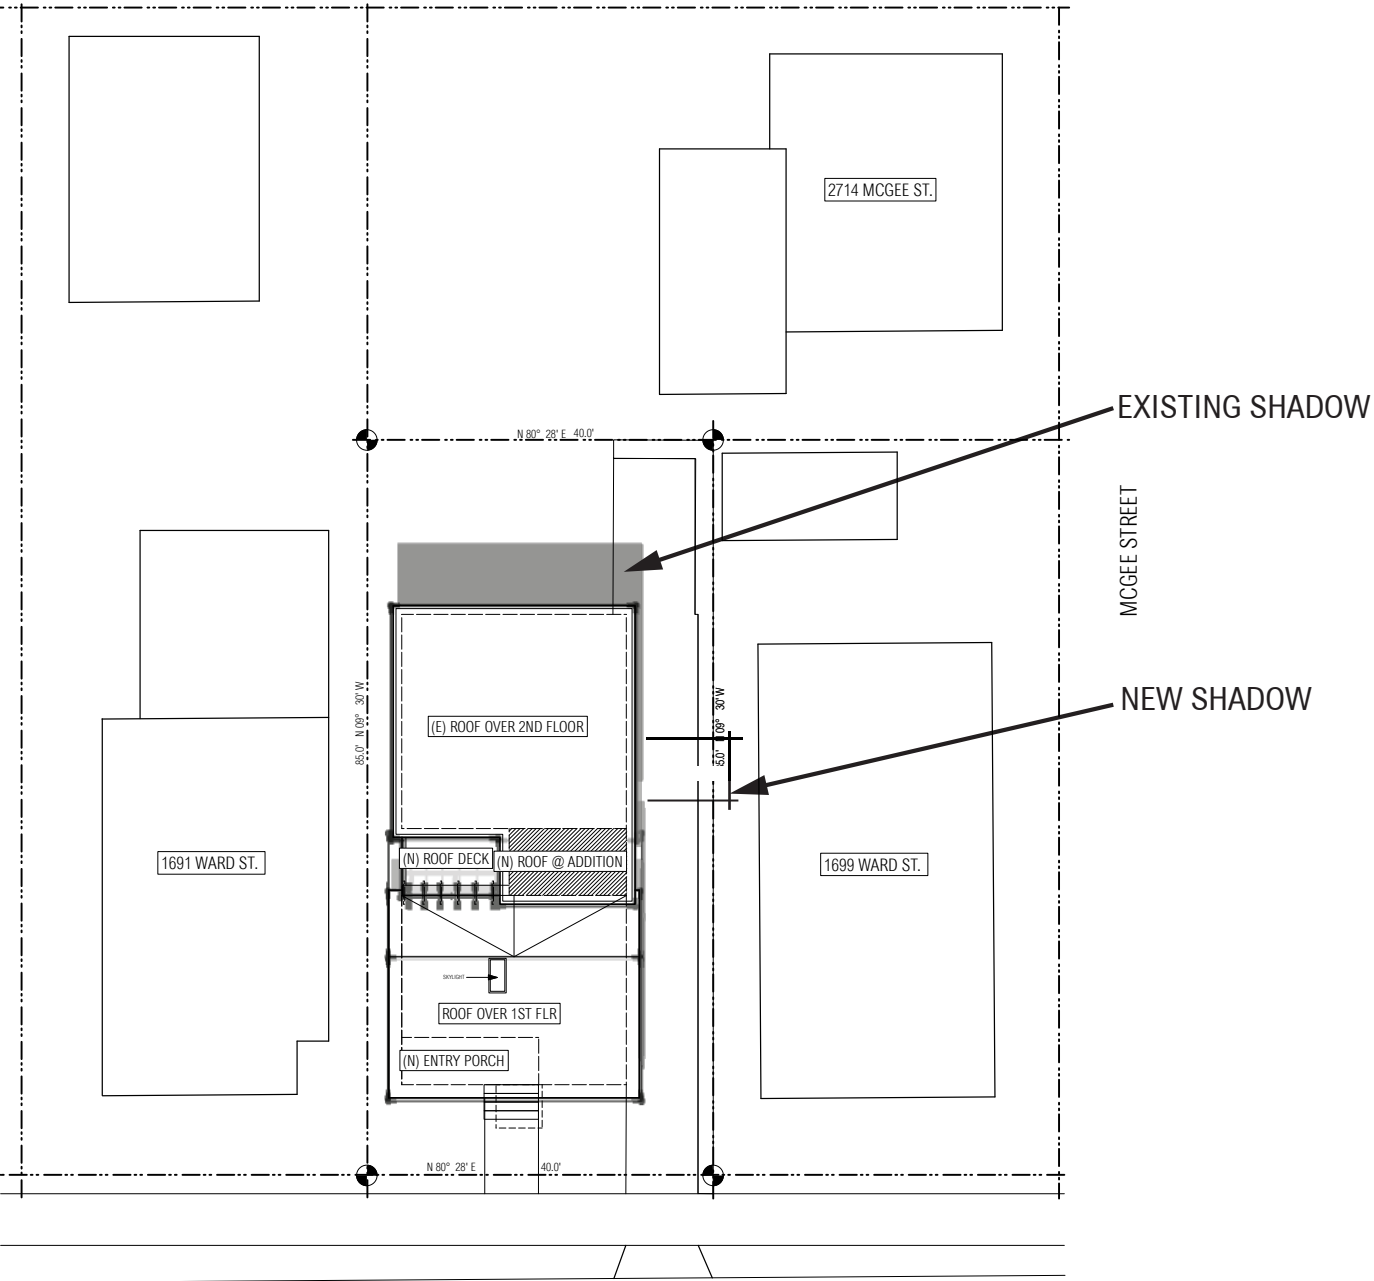 2714 MCGEE ST.
EXISTING SHADOW
N 80° 28' E 40.0'
MCGEE STREET
NEW SHADOW
85.0' N 09° 30' W
(E) ROOF OVER 2ND FLOOR
5.0' N 09° 30' W
1691 WARD ST.
(N) ROOF DECK
(N) ROOF @ ADDITION
1699 WARD ST.
SKYLIGHT
ROOF OVER 1ST FLR
(N) ENTRY PORCH
N 80° 28' E 40.0'